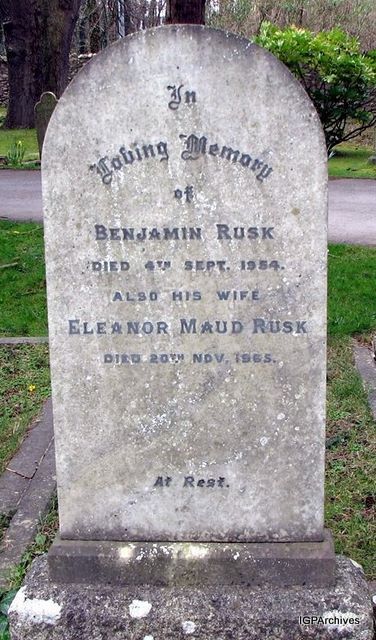 In
Loving Memory
of
BENJAMIN RUSK
DIED 4TH SEPT. 1954.
ALSO HIS WIFE
ELEANOR MAUD RUSK
DIED 20TH NOV. 1965.
At Rest.
IGPArchives